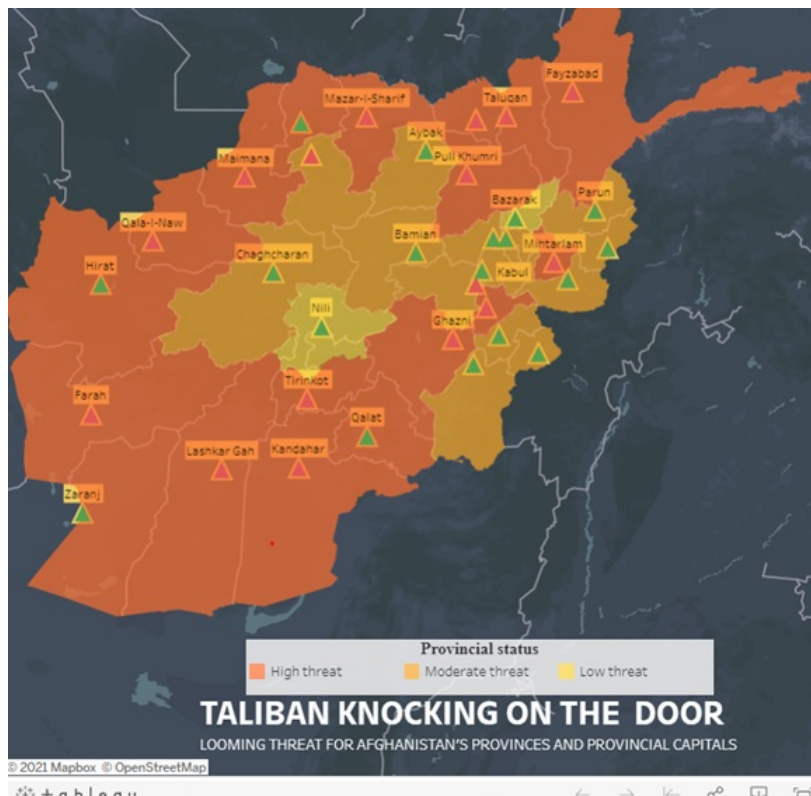 Fayzabad
Mazar-I-Sharif
Taluqan
Aybak
Maimana
Puli Khumri
Bazarak
Parun
Qala-I-Naw
Bamian
Mihtarlam
Chaghcharan
Hirat
Kabul
Nili
Ghazni
Tirinkot
Farah
Qalat
Lashkar Gah
Kandahar
Zaranj
Provincial status
High threat
Moderate threat
Low threat
TALIBAN KNOCKING ON THE DOOR
LOOMING THREAT FOR AFGHANISTAN'S PROVINCES AND PROVINCIAL CAPITALS
© 2021 Mapbox © OpenStreetMap